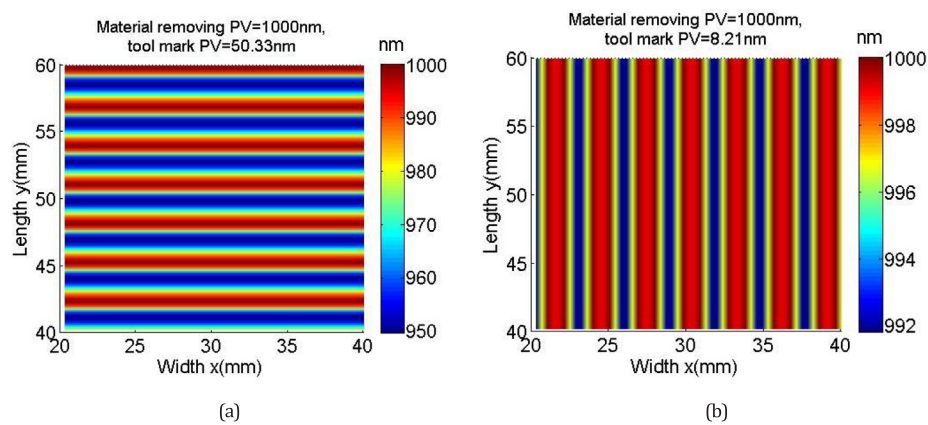 Material removing PV=1000nm,
tool mark PV=50.33nm
nm
60
55
50
45
40
Length y(mm)
20
25
30
35
40
Width x(mm)
1000
990
980
970
960
950
(a)
Material removing PV=1000nm,
tool mark PV=8.21nm
nm
60
55
50
45
40
Length y(mm)
20
25
30
35
40
Width x(mm)
1000
998
996
994
992
(b)